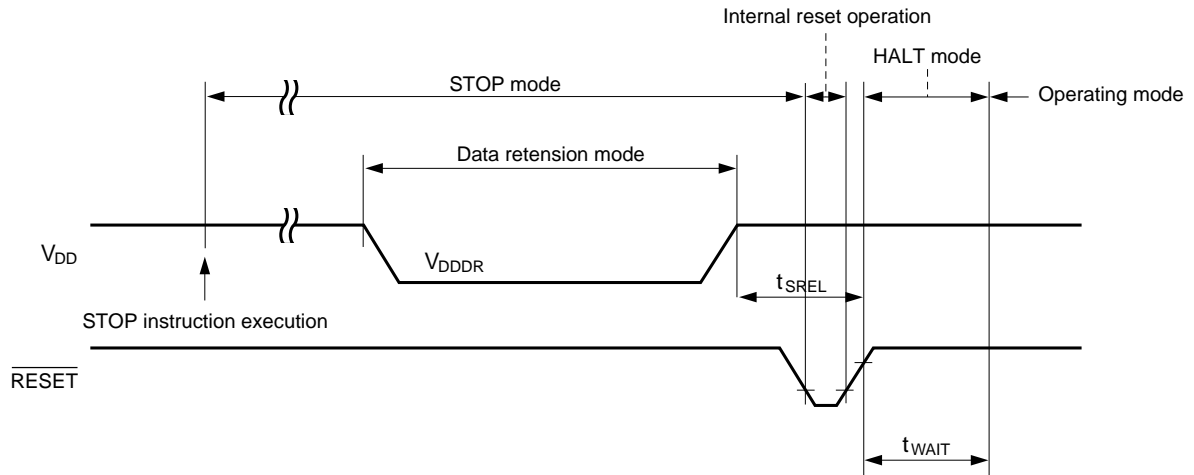 Internal reset operation
HALT mode
STOP mode
Operating mode
Data retension mode
VDD
VDDDR
tSREL
STOP instruction execution
RESET
tWAIT